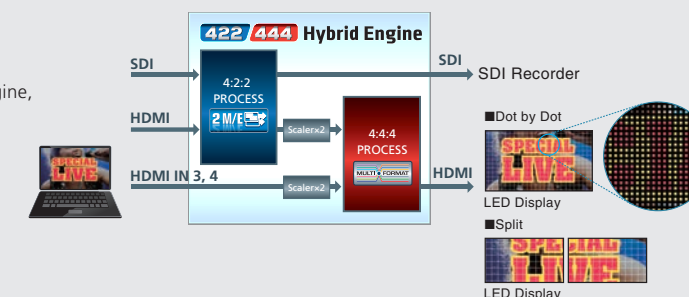 422 444 Hybrid Engine
gine,
SDI
SDI
SDI Recorder
4:2:2
PROCESS
2 M/E
HDMI
Scaler×2
4:4:4
PROCESS
MULTI FORMAT
HDMI IN 3, 4
Scaler×2
HDMI
SPECIAL
LIVE
■Dot by Dot
SPECIAL
LIVE
LED Display
■Split
SPECIAL
LIVE
LED Display